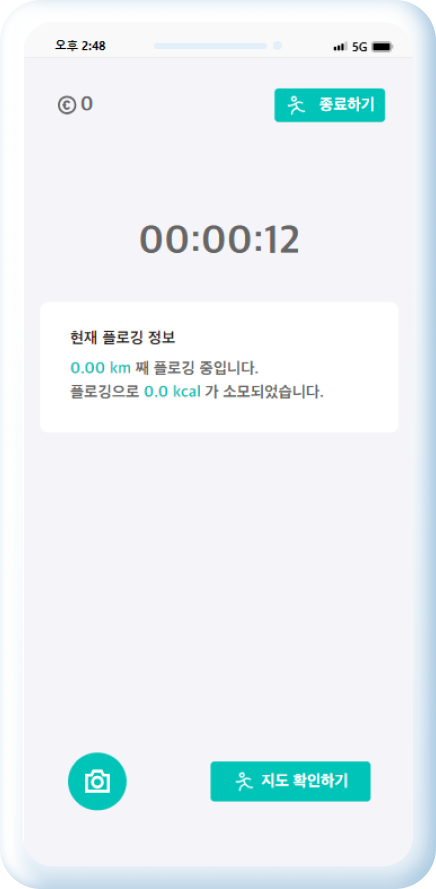 오후 2:48
5G
© 0
종료하기
00:00:12
현재 플로깅 정보
0.00 km 째 플로깅 중입니다.
플로깅으로 0.0 kcal 가 소모되었습니다.
지도 확인하기